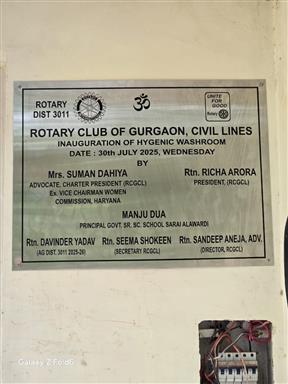 ROTARY
DIST 3011
ॐ
UNITE
FOR
GOOD
Rotary
ROTARY CLUB OF GURGAON, CIVIL LINES
INAUGURATION OF HYGENIC WASHROOM
DATE : 30th JULY 2025, WEDNESDAY
BY
Mrs. SUMAN DAHIYA
ADVOCATE, CHARTER PRESIDENT (RCGCL)
Ex. VICE CHAIRMAN WOMEN
COMMISSION, HARYANA
Rtn. RICHA ARORA
PRESIDENT, (RCGCL)
MANJU DUA
PRINCIPAL GOVT. SR. SC. SCHOOL SARAI ALAWARDI
Rtn. DAVINDER YADAV
(AG DIST. 3011 2025-26)
Rtn. SEEMA SHOKEEN
(SECRETARY RCGCL)
Rtn. SANDEEP ANEJA, ADV.
(DIRECTOR, RCGCL)
Galaxy Z Fold6